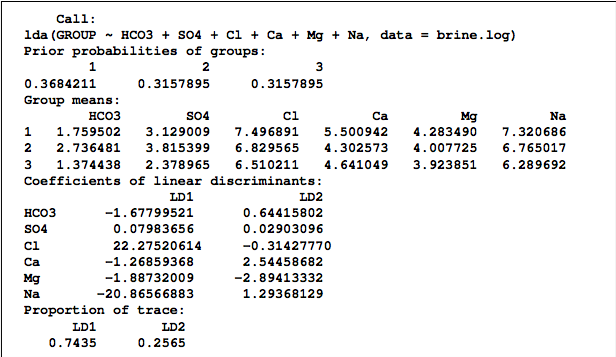 Call:
lda(GROUP ~ HCO3 + SO4 + Cl + Ca + Mg + Na, data = brine.log)
Prior probabilities of groups:
1 2 3
0.3684211 0.3157895 0.3157895
Group means:
HCO3 SO4 Cl Ca Mg Na
1 1.759502 3.129009 7.496891 5.500942 4.283490 7.320686
2 2.736481 3.815399 6.829565 4.302573 4.007725 6.765017
3 1.374438 2.378965 6.510211 4.641049 3.923851 6.289692
Coefficients of linear discriminants:
LD1 LD2
HCO3 -1.67799521 0.64415802
SO4 0.07983656 0.02903096
Cl 22.27520614 -0.31427770
Ca -1.26859368 2.54458682
Mg -1.88732009 -2.89413332
Na -20.86566883 1.29368129
Proportion of trace:
LD1 LD2
0.7435 0.2565